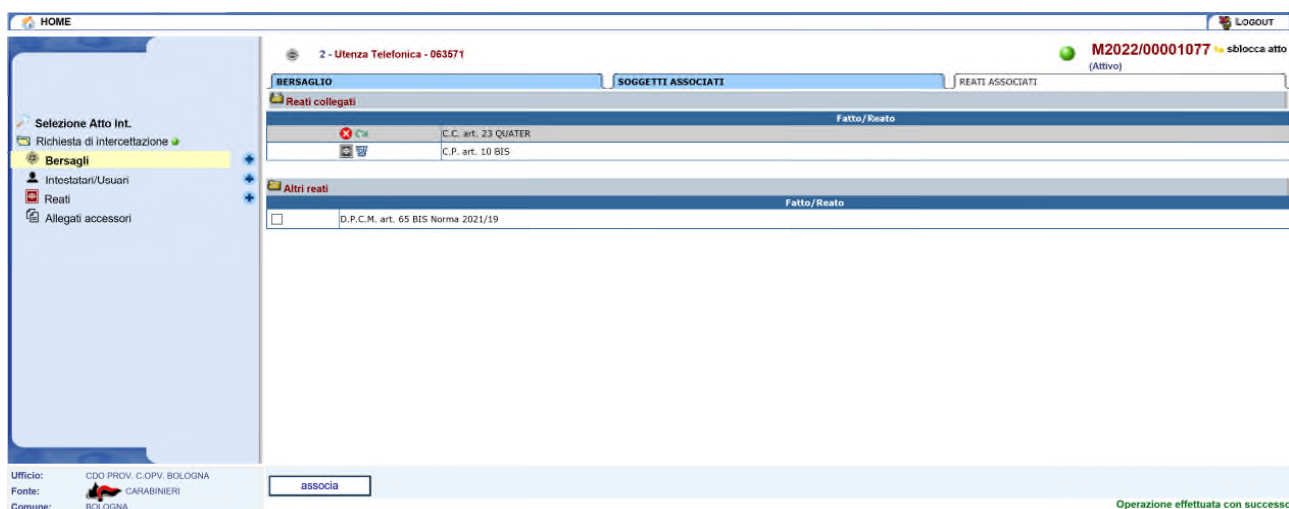 HOME
LOGOUT
2 - Utenza Telefonica - 063571
M2022/00001077 sblocca atto
(Attivo)
BERSAGLIO SOGGETTI ASSOCIATI REATI ASSOCIATI
Reati collegati
Fatto/Reato
C.C. art. 23 QUATER
C.P. art. 10 BIS
Altri reati
Fatto/Reato
D.P.C.M. art. 65 BIS Norma 2021/19
Selezione Atto Int.
Richiesta di intercettazione
Bersagli
Intestatari/Usuari
Reati
Allegati accessori
Ufficio: CDO PROV. C.OPV. BOLOGNA
Fonte: CARABINIERI
Comune: BOLOGNA
associa
Operazione effettuata con successo